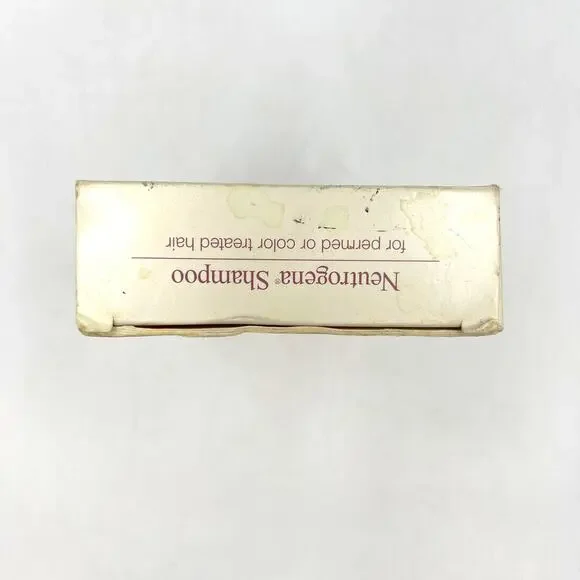 Neutrogena® Shampoo
for permed or color treated hair